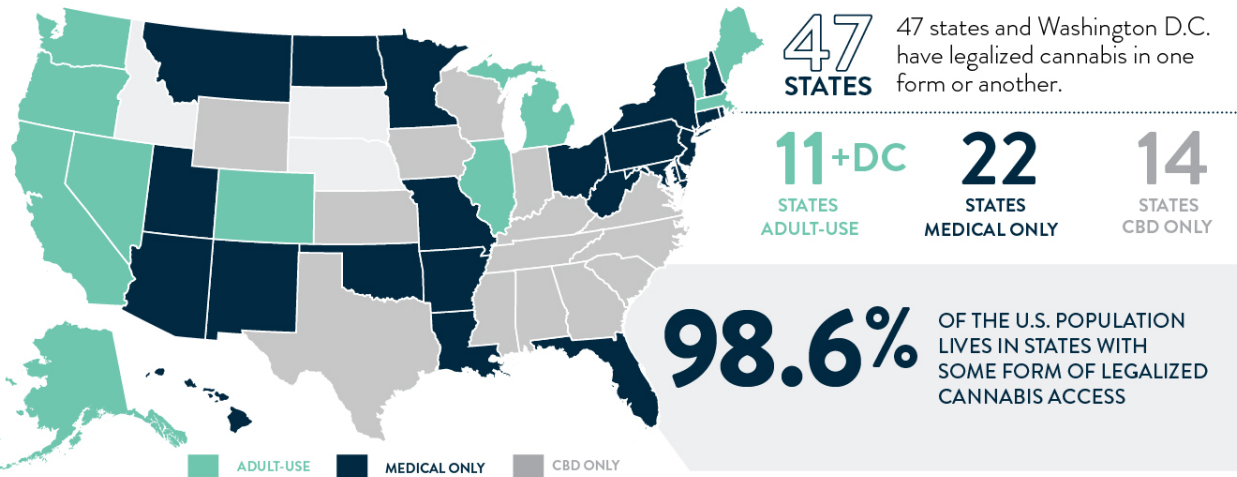 47
STATES
47 states and Washington D.C.
have legalized cannabis in one
form or another.
11 +DC
STATES
ADULT-USE
22
STATES
MEDICAL ONLY
14
STATES
CBD ONLY
98.6%
OF THE U.S. POPULATION
LIVES IN STATES WITH
SOME FORM OF LEGALIZED
CANNABIS ACCESS
ADULT-USE
MEDICAL ONLY
CBD ONLY